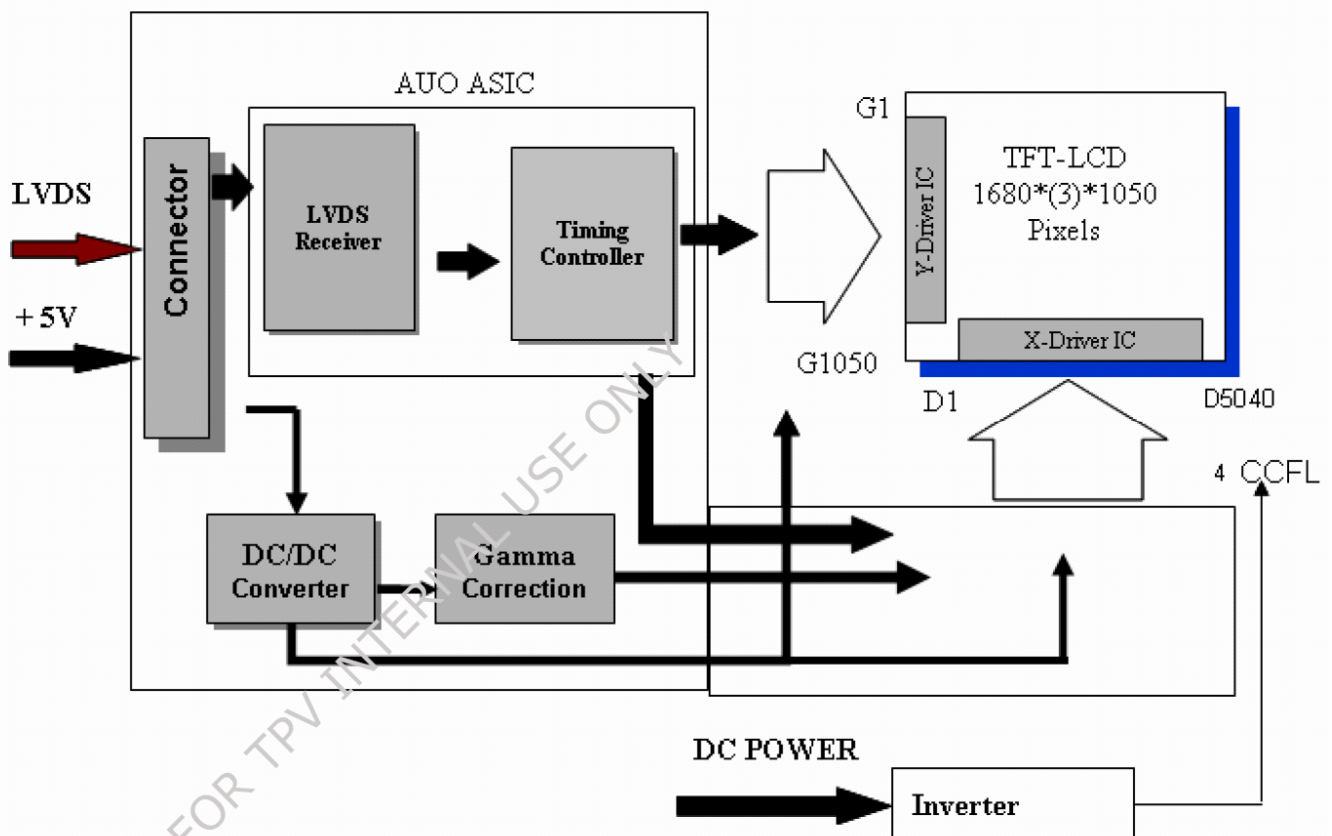 AUO ASIC
LVDS
+ 5V
Connector
LVDS
Receiver
Timing
Controller
G1
G1050
Y-Driver IC
TFT-LCD
1680*(3)*1050
Pixels
X-Driver IC
D1
D5040
4 CCFL
DC/DC
Converter
Gamma
Correction
DC POWER
Inverter
FOR TPV INTERNAL USE ONLY